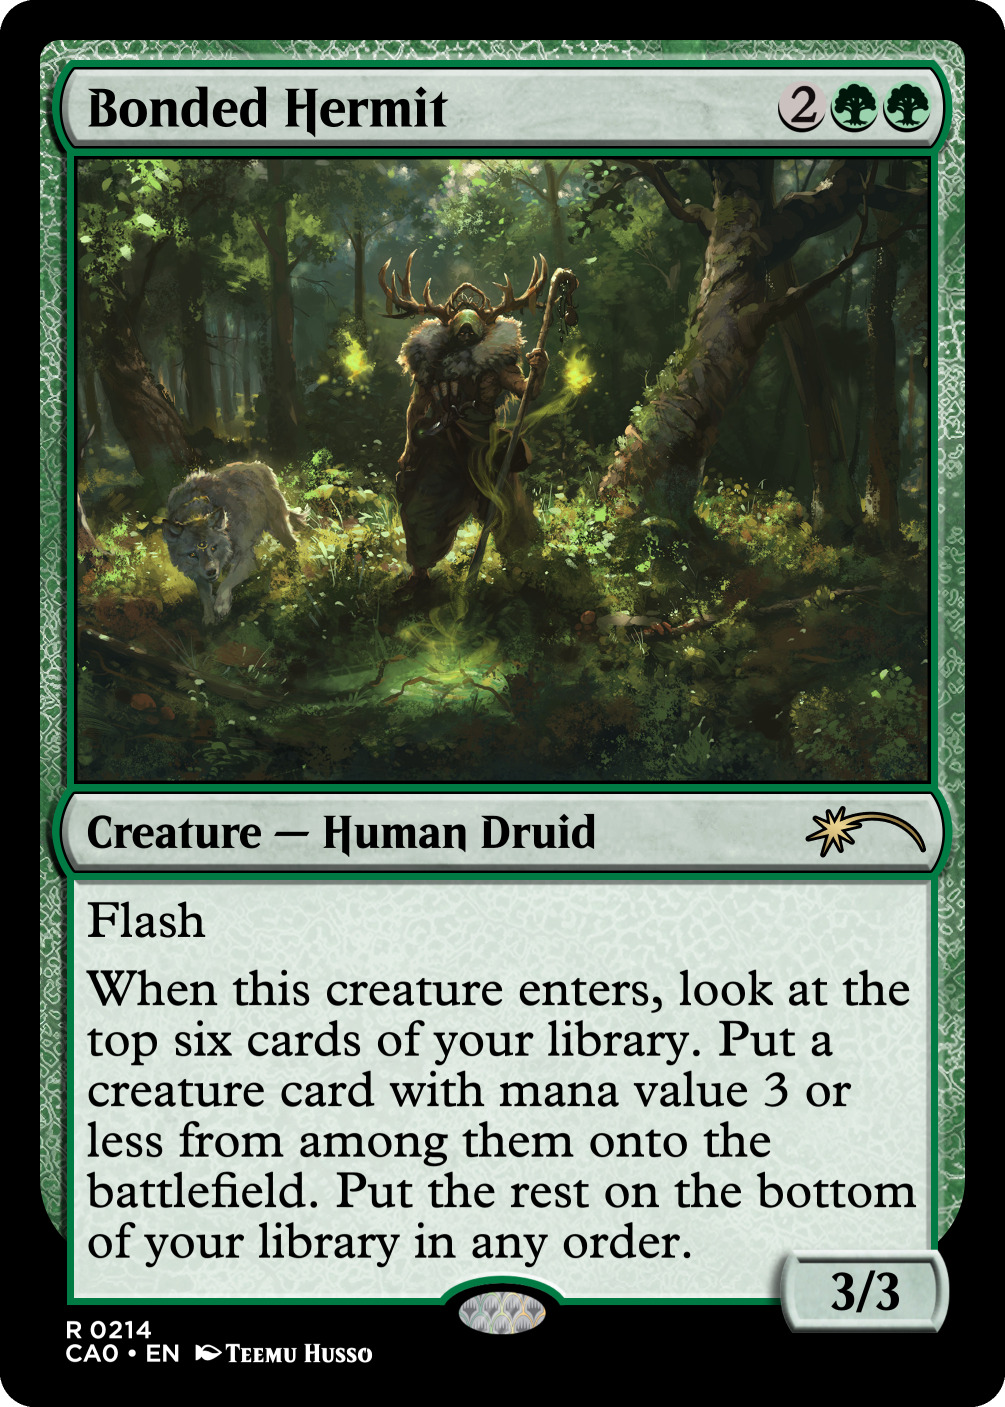 Bonded Hermit 2
Creature — Human Druid
Flash
When this creature enters, look at the
top six cards of your library. Put a
creature card with mana value 3 or
less from among them onto the
battlefield. Put the rest on the bottom
of your library in any order.
3/3
R 0214
CAO • EN Teemu Husso